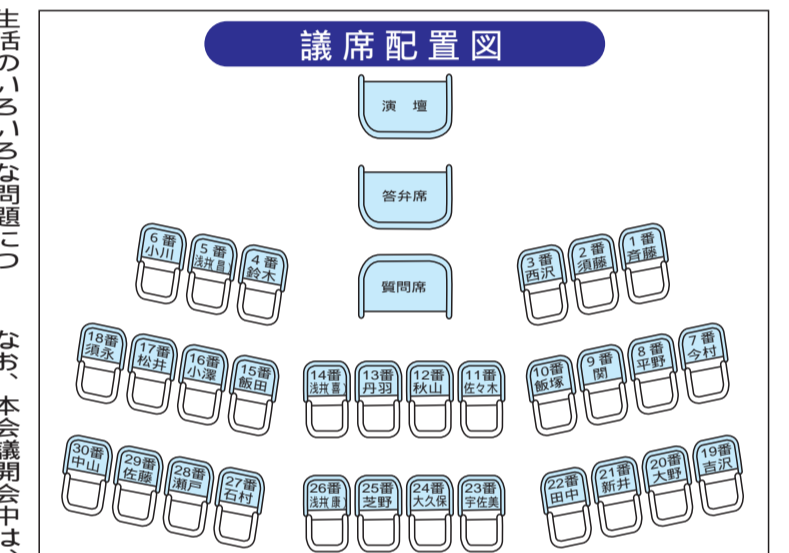 生活のいろいろな問題につ
なお、本会議開会中は、
議席配置図
演壇
答弁席
質問席
6番
小川
5番
浅井(昌)
4番
鈴木
3番
西沢
2番
須藤
1番
斉藤
18番
須永
17番
松井
16番
小澤
15番
飯田
14番
浅井(喜)
13番
丹羽
12番
秋山
11番
佐々木
10番
飯塚
9番
関
8番
平野
7番
今村
30番
中山
29番
佐藤
28番
瀬戸
27番
石村
26番
浅井(康)
25番
芝野
24番
大久保
23番
宇佐美
22番
田中
21番
新井
20番
大野
19番
吉沢